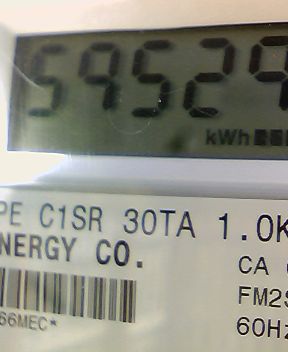 59529
kWh
PE C1SR 30TA 1.0K
NERGY CO.
CA
FM2S
66MEC*
60Hz